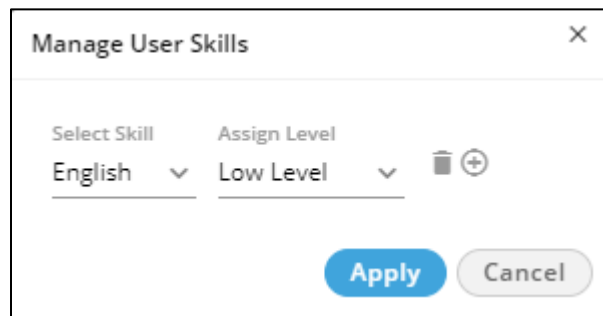 Manage User Skills
Select Skill Assign Level
English Low Level
Apply Cancel